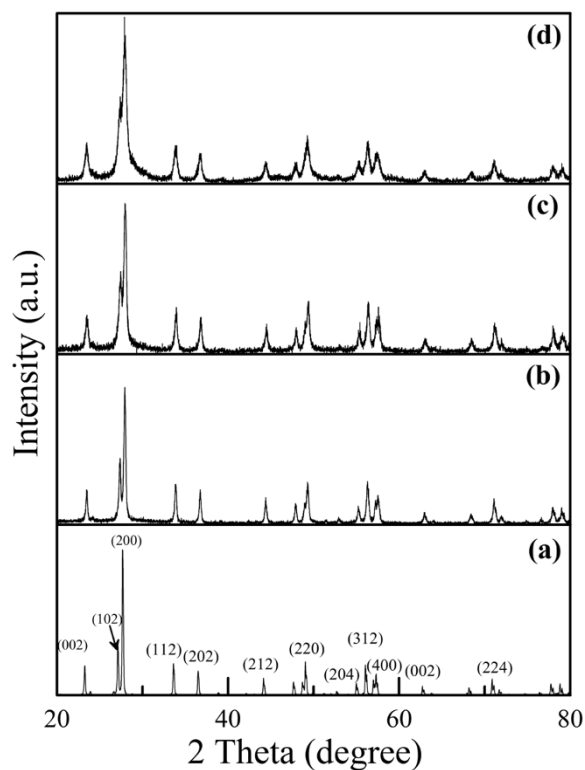 (d)
(c)
(b)
(a)
(200)
(102)
(002)
(112)
(202)
(212)
(220)
(204)
(312)
(400)
(002)
(224)
20
40
60
80
2 Theta (degree)
Intensity (a.u.)